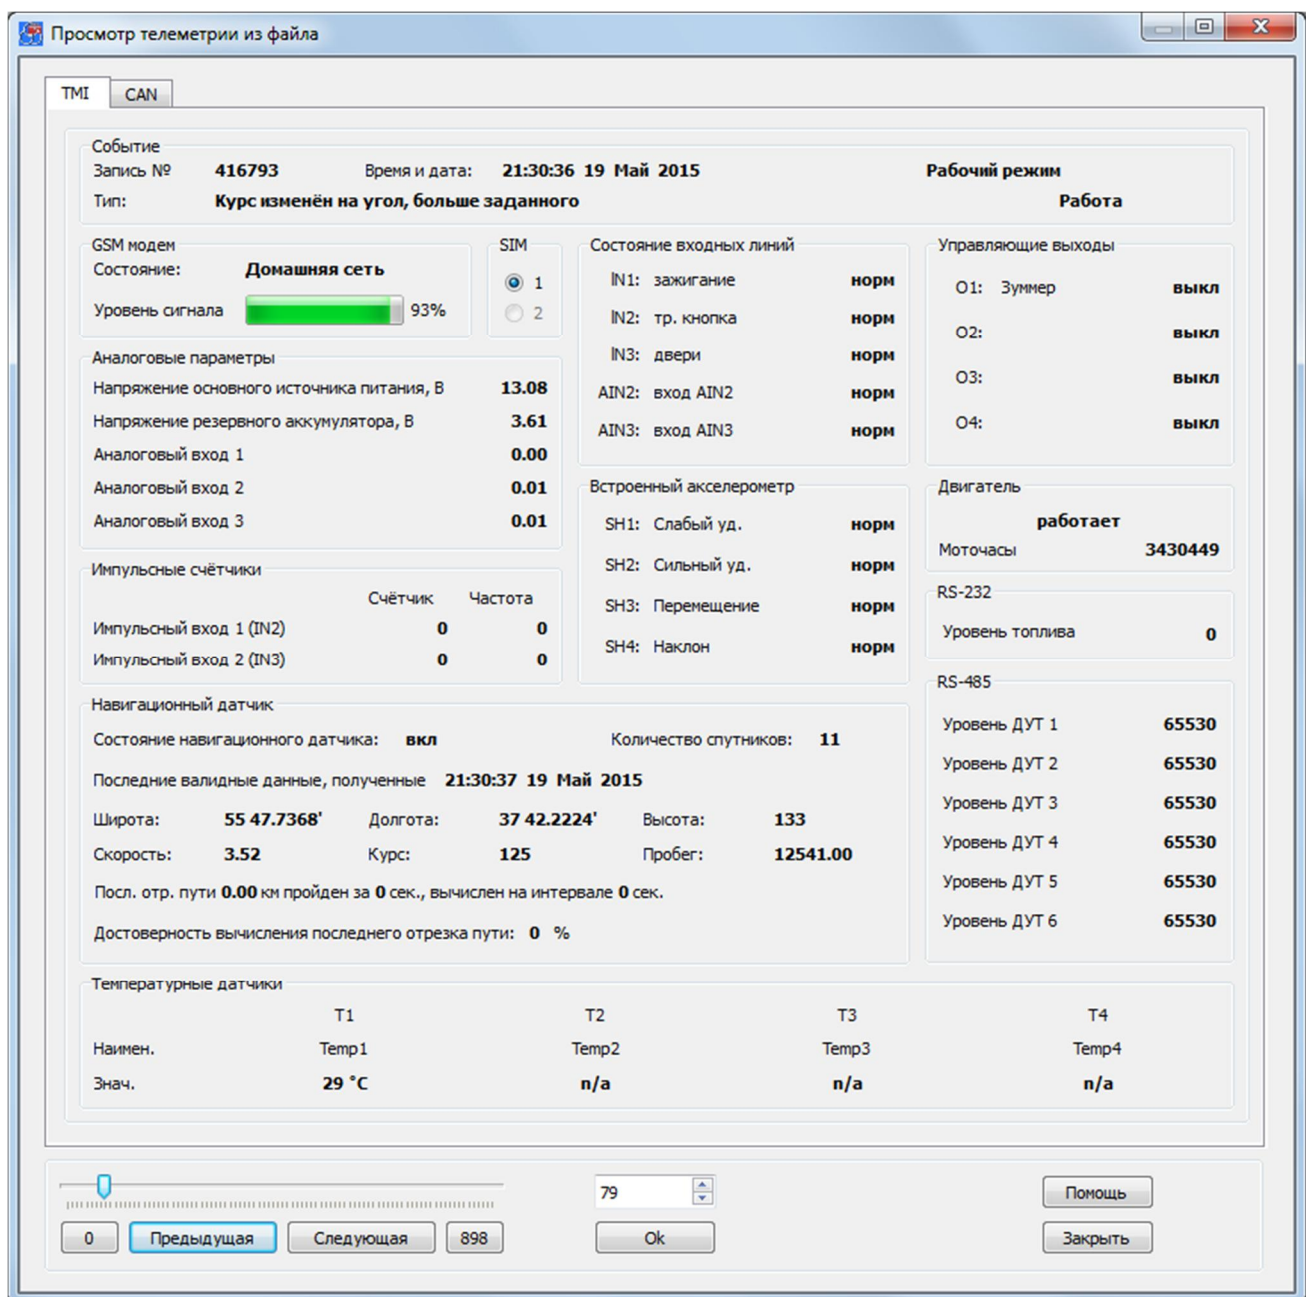 Просмотр телеметрии из файла
TMI CAN
Событие
Запись № 416793 Время и дата: 21:30:36 19 Май 2015 Рабочий режим
Тип: Курс изменён на угол, больше заданного Работа
GSM модем
Состояние: Домашняя сеть
Уровень сигнала 93%
SIM
1
2
Аналоговые параметры
Напряжение основного источника питания, В 13.08
Напряжение резервного аккумулятора, В 3.61
Аналоговый вход 1 0.00
Аналоговый вход 2 0.01
Аналоговый вход 3 0.01
Импульсные счётчики
Счётчик Частота
Импульсный вход 1 (IN2) 0 0
Импульсный вход 2 (IN3) 0 0
Состояние входных линий
IN1: зажигание норм
IN2: тр. кнопка норм
IN3: двери норм
AIN2: вход AIN2 норм
AIN3: вход AIN3 норм
Встроенный акселерометр
SH1: Слабый уд. норм
SH2: Сильный уд. норм
SH3: Перемещение норм
SH4: Наклон норм
Управляющие выходы
O1: Зуммер выкл
O2: выкл
O3: выкл
O4: выкл
Двигатель
работает
Моточасы 3430449
RS-232
Уровень топлива 0
RS-485
Уровень ДУТ 1 65530
Уровень ДУТ 2 65530
Уровень ДУТ 3 65530
Уровень ДУТ 4 65530
Уровень ДУТ 5 65530
Уровень ДУТ 6 65530
Навигационный датчик
Состояние навигационного датчика: вкл Количество спутников: 11
Последние валидные данные, полученные 21:30:37 19 Май 2015
Широта: 55 47.7368' Долгота: 37 42.2224' Высота: 133
Скорость: 3.52 Курс: 125 Пробег: 12541.00
Посл. отр. пути 0.00 км пройден за 0 сек., вычислен на интервале 0 сек.
Достоверность вычисления последнего отрезка пути: 0 %
Температурные датчики
T1 T2 T3 T4
Наимен. Temp1 Temp2 Temp3 Temp4
Знач. 29 °C n/a n/a n/a
79 Помощь
0 Предыдущая Следующая 898 Ok Закрыть